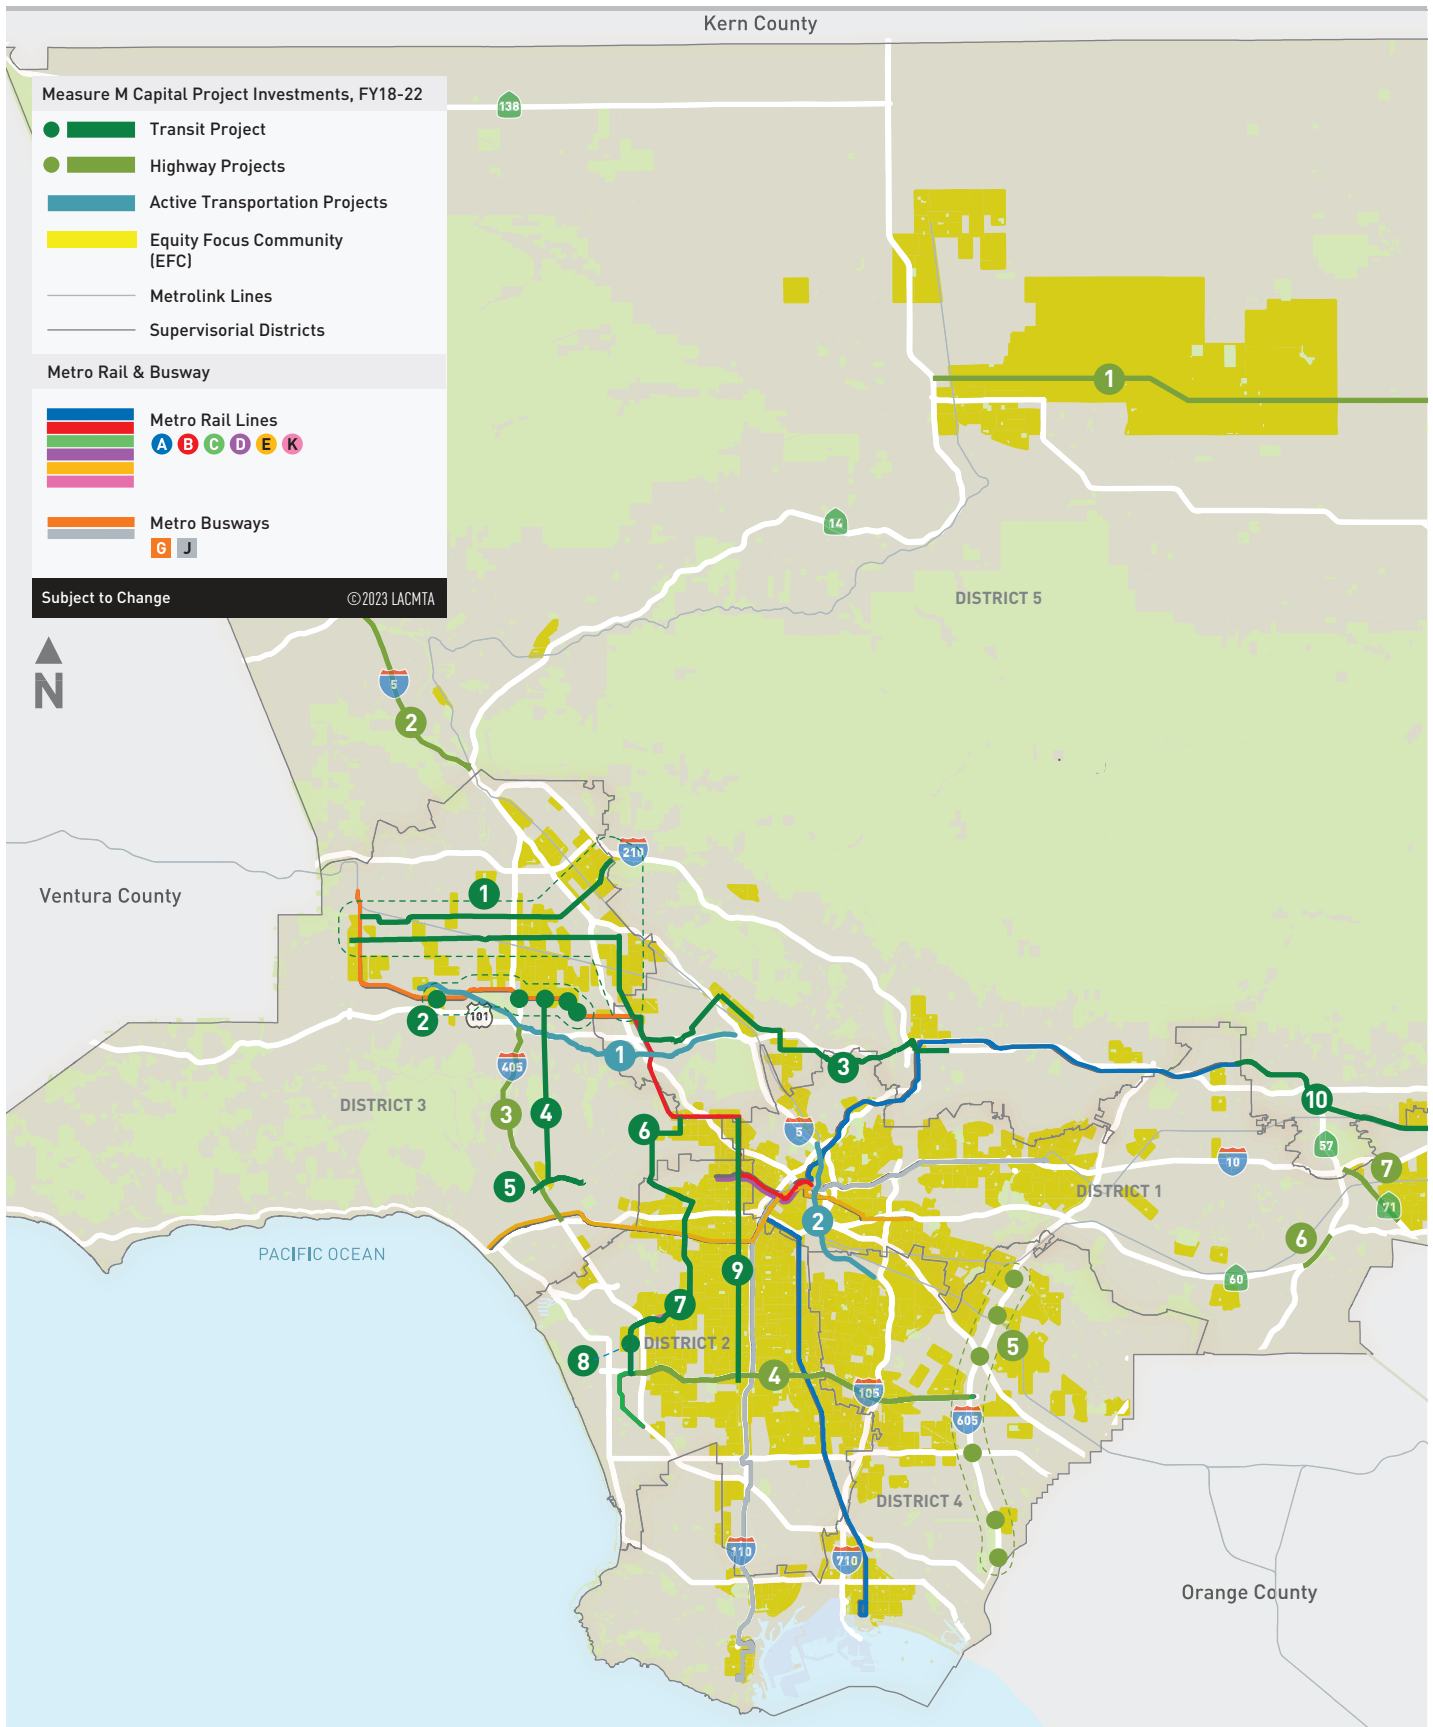 Kern County
Measure M Capital Project Investments, FY18-22
Transit Project
Highway Projects
Active Transportation Projects
Equity Focus Community
(EFC)
Metrolink Lines
Supervisorial Districts
Metro Rail & Busway
Metro Rail Lines
A B C D E K
Metro Busways
G J
Subject to Change
©2023 LACMTA
N
138
1
14
DISTRICT 5
5
2
210
Ventura County
1
2
101
1
405
3
10
DISTRICT 3
3
4
6
5
57
10
7
5
DISTRICT 1
71
2
6
PACIFIC OCEAN
9
60
7
8
DISTRICT 2
5
4
105
605
DISTRICT 4
110
710
Orange County